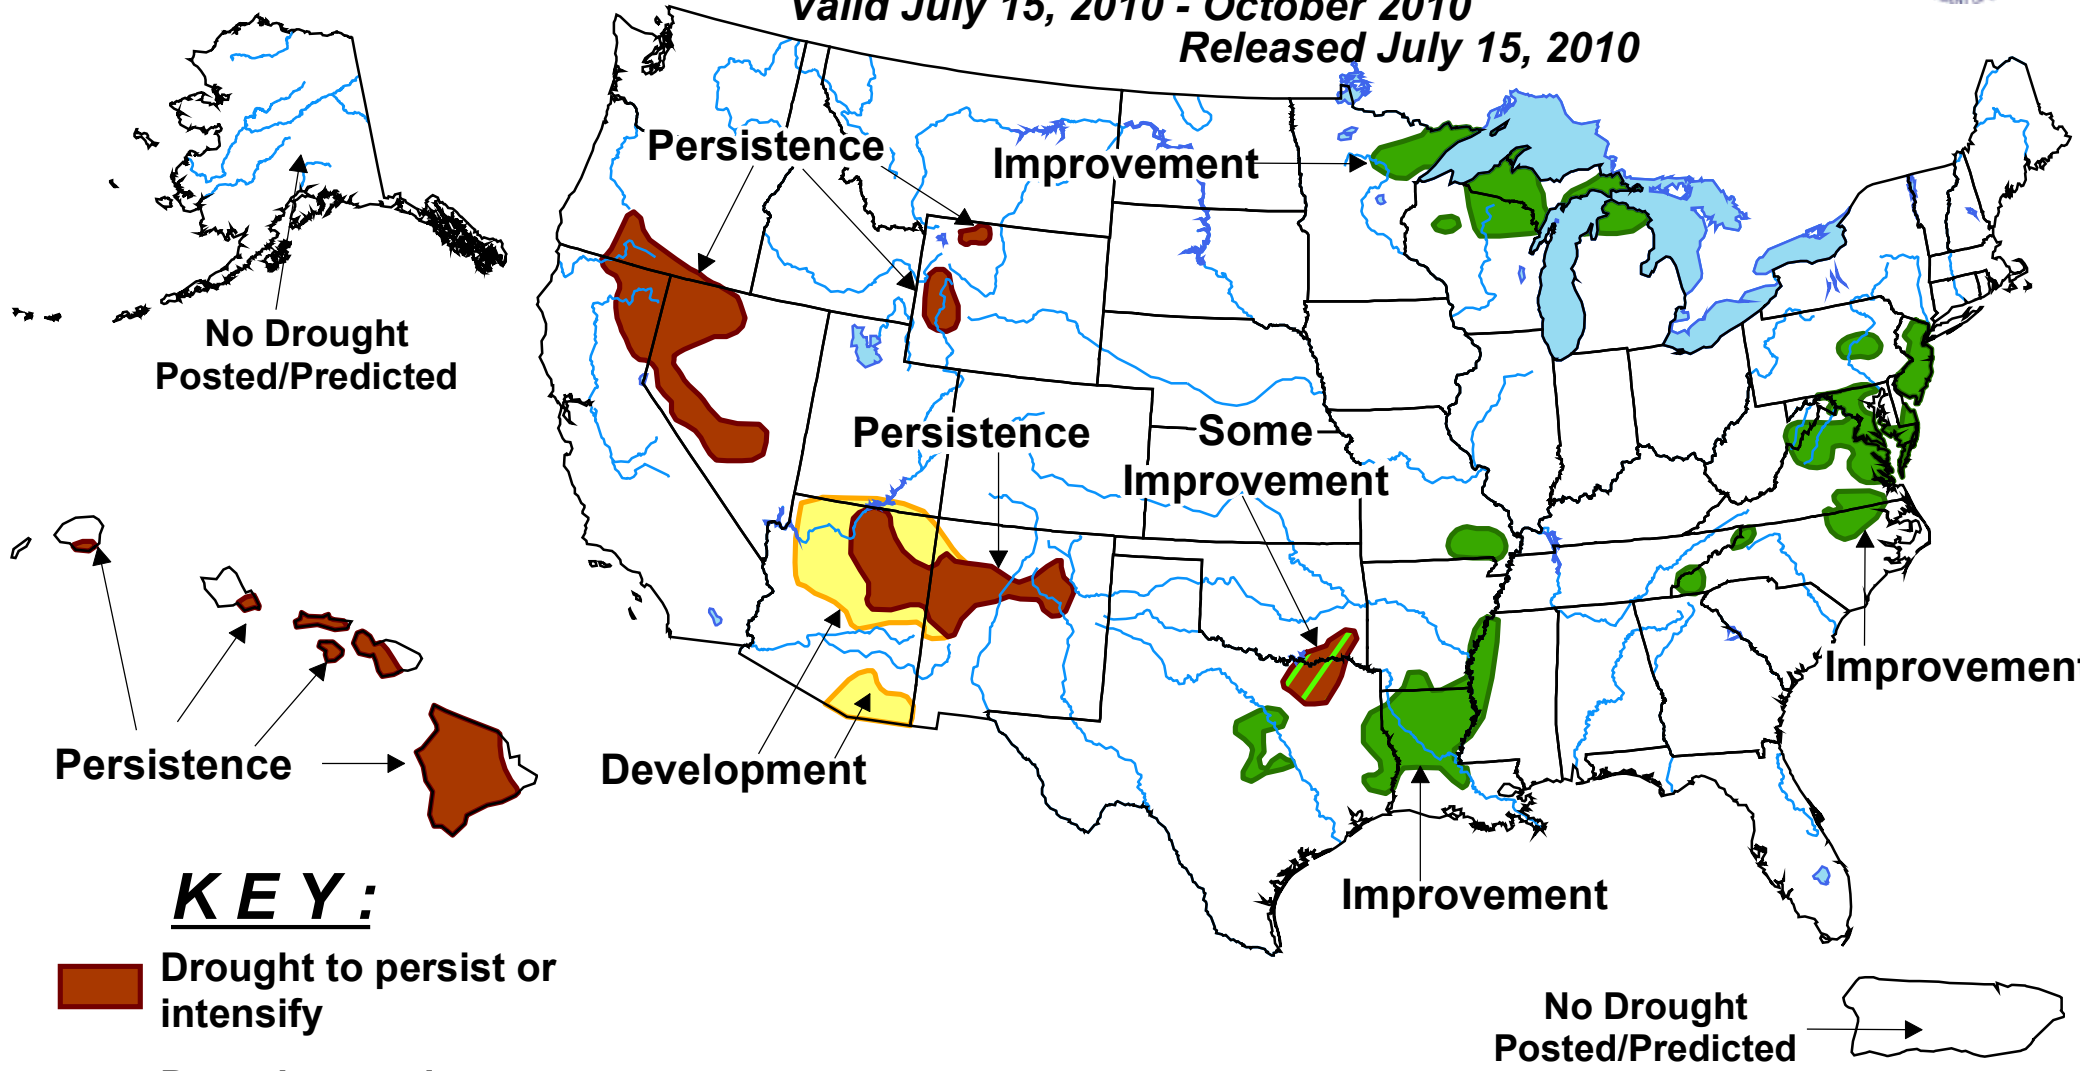 Valid July 15, 2010 - October 2010
Released July 15, 2010
Persistence
Improvement
No Drought
Posted/Predicted
Persistence
Some
Improvement
Persistence
Development
Improvement
Improvement
KEY:
Drought to persist or
intensify
No Drought
Posted/Predicted